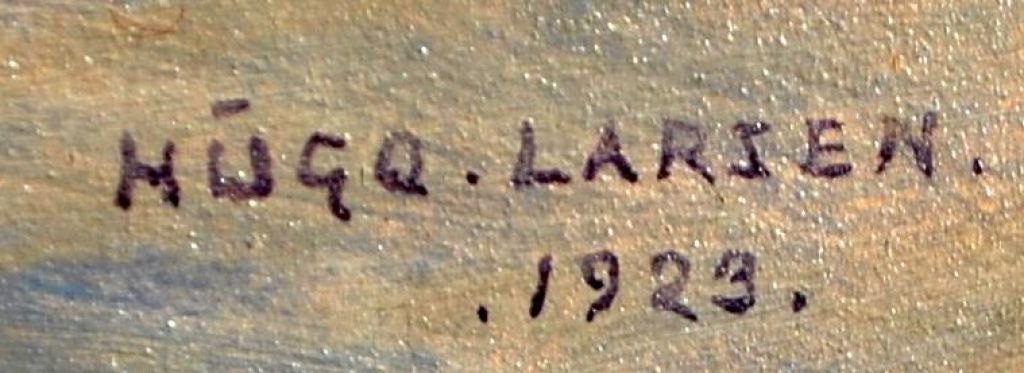 HŪGO. LARSEN.
.1923.